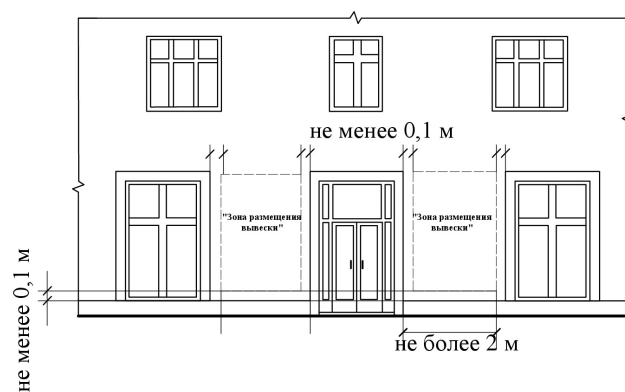 не менее 0,1 м
"Зона размещения
вывески"
"Зона размещения
вывески"
не менее 0,1 м
не более 2 м